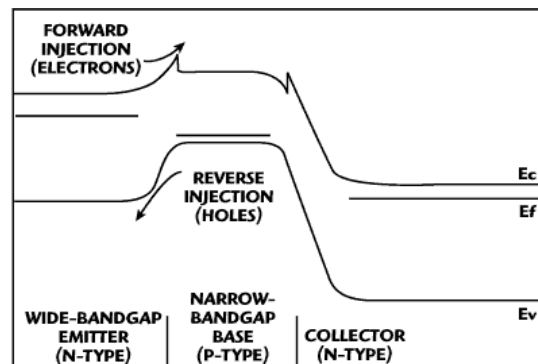 FORWARD
INJECTION
(ELECTRONS)
REVERSE
INJECTION
(HOLES)
Ec
Ef
Ev
WIDE-BANDGAP
EMITTER
(N-TYPE)
NARROW-
BANDGAP
BASE
(P-TYPE)
COLLECTOR
(N-TYPE)